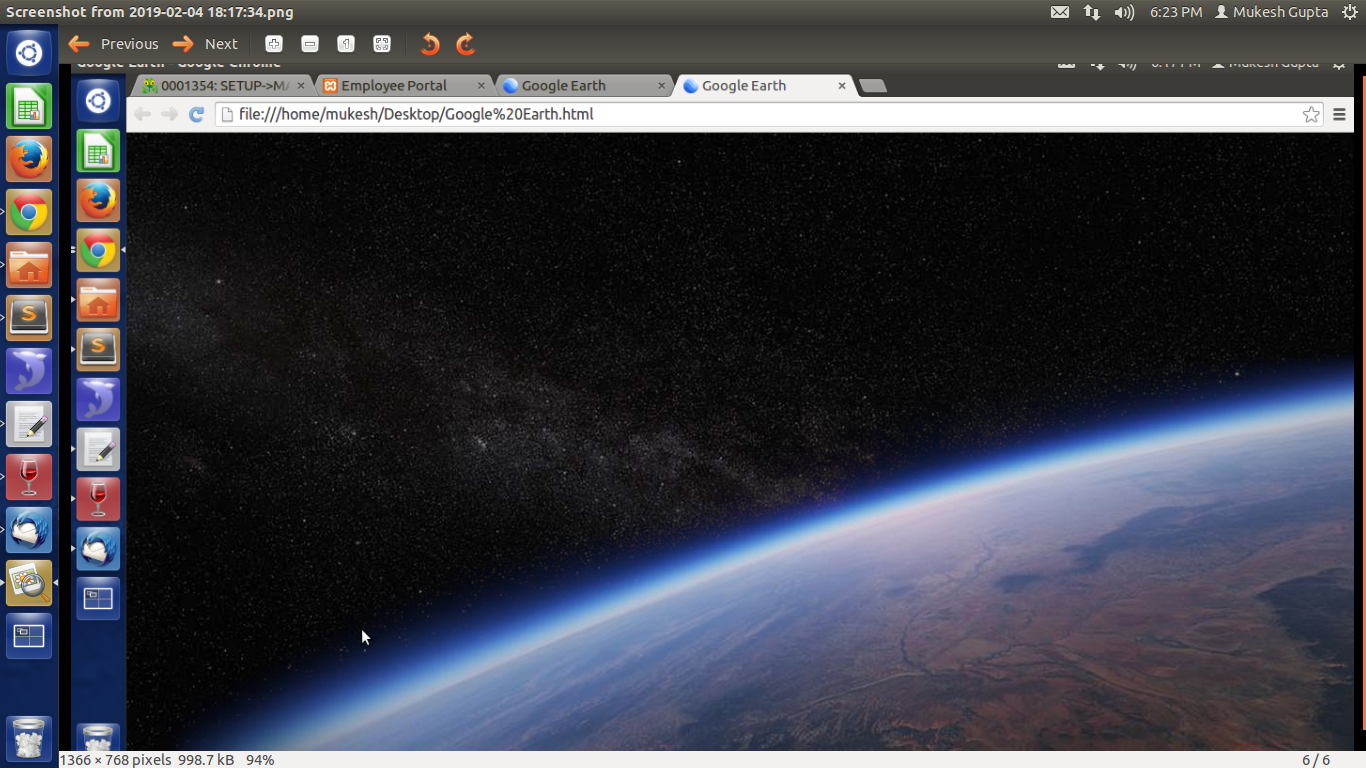 Screenshot from 2019-02-04 18:17:34.png
6:23 PM Mukesh Gupta
Previous Next
Google Earth - Google Chrome
6:17 PM Mukesh Gupta
0001354: SETUP->MA
Employee Portal
Google Earth
Google Earth
file:///home/mukesh/Desktop/Google%20Earth.html
1366 × 768 pixels 998.7 kB 94%
6 / 6